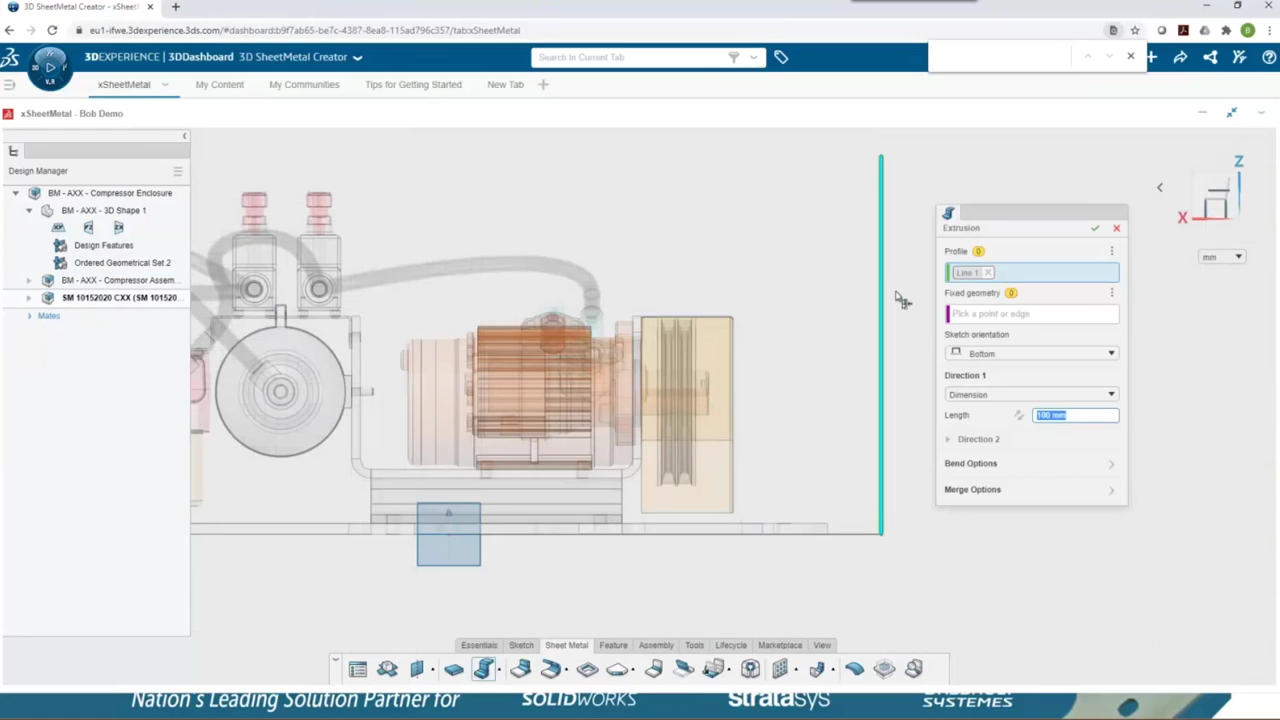 3D SheetMetal Creator - xSheetM
eu1-ifwe.3dexperience.3ds.com/#dashboard:b9f7ab65-be7c-4387-8ea8-115ad796c357/tab:xSheetMetal
3DEXPERIENCE | 3DDashboard 3D SheetMetal Creator
Search In Current Tab
3D
V.R
xSheetMetal
My Content
My Communities
Tips for Getting Started
New Tab
xSheetMetal - Bob Demo
Design Manager
BM - AXX - Compressor Enclosure
BM - AXX - 3D Shape 1
Design Features
Ordered Geometrical Set.2
BM - AXX - Compressor Assem...
SM 10152020 CXX (SM 101520...
Mates
Z
X
mm
Extrusion
Profile 0
Line 1
Fixed geometry 0
Pick a point or edge
Sketch orientation
Bottom
Direction 1
Dimension
Length 100 mm
Direction 2
Bend Options
Merge Options
Essentials Sketch Sheet Metal Feature Assembly Tools Lifecycle Marketplace View
Nation's Leading Solution Partner for SOLIDWORKS StrataSys